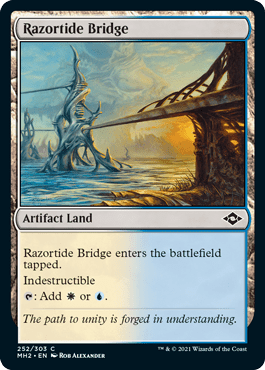 Razortide Bridge
Artifact Land
Razortide Bridge enters the battlefield
tapped.
Indestructible
: Add or .
The path to unity is forged in understanding.
252/303 C
MH2 • EN Rob Alexander
™ & © 2021 Wizards of the Coast